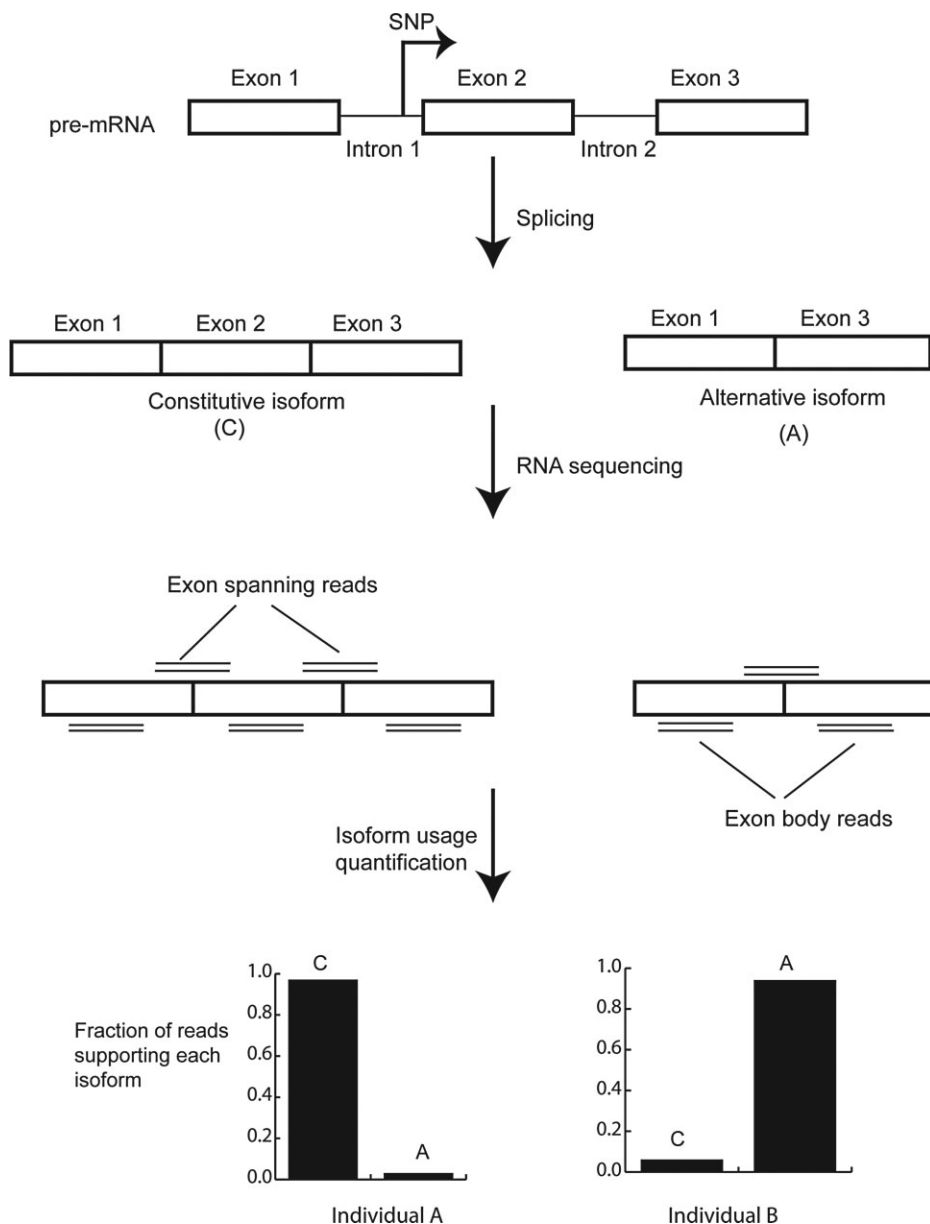 SNP
Exon 1
Exon 2
Exon 3
pre-mRNA
Intron 1
Intron 2
Splicing
Exon 1
Exon 2
Exon 3
Exon 1
Exon 3
Constitutive isoform
(C)
Alternative isoform
(A)
RNA sequencing
Exon spanning reads
Exon body reads
Isoform usage
quantification
Fraction of reads
supporting each
isoform
1.0
0.8
0.6
0.4
0.2
0.0
C
A
Individual A
1.0
0.8
0.6
0.4
0.2
0.0
C
A
Individual B